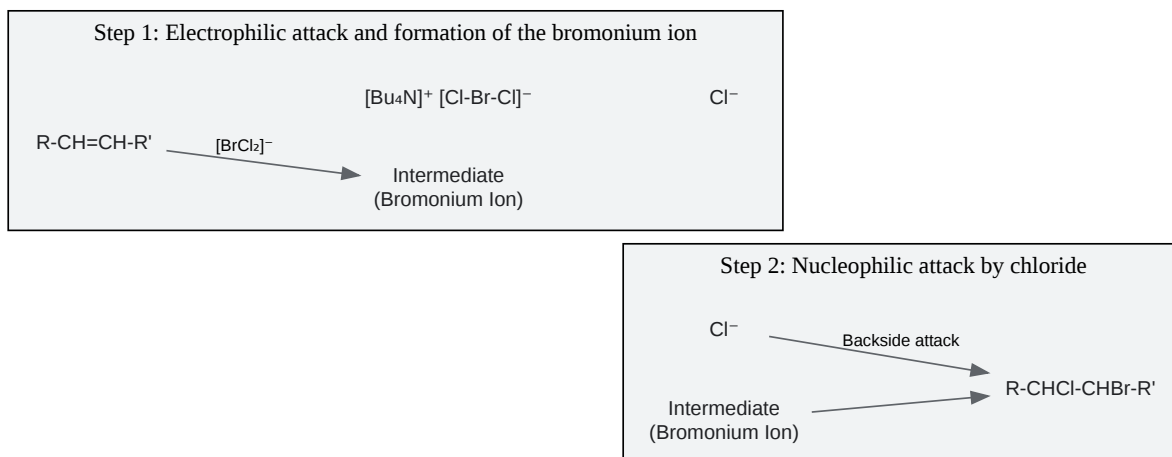 Step 1: Electrophilic attack and formation of the bromonium ion
[Bu₄N]⁺ [Cl-Br-Cl]⁻
Cl⁻
R-CH=CH-R'
[BrCl₂]⁻
Intermediate
(Bromonium Ion)
Step 2: Nucleophilic attack by chloride
Cl⁻
Backside attack
R-CHCl-CHBr-R'
Intermediate
(Bromonium Ion)